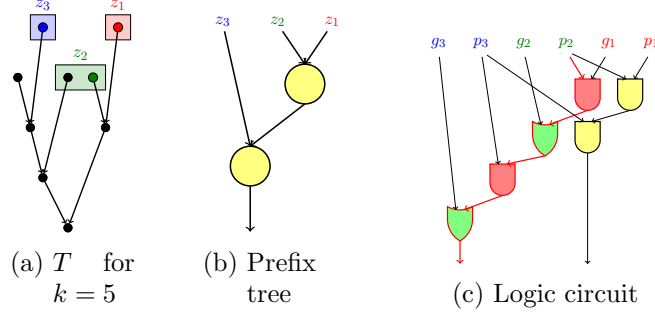 z₃ z₁
z₂
(a) T for
k = 5
z₃ z₂ z₁
(b) Prefix
tree
g₃ p₃ g₂ p₂ g₁ p₁
(c) Logic circuit